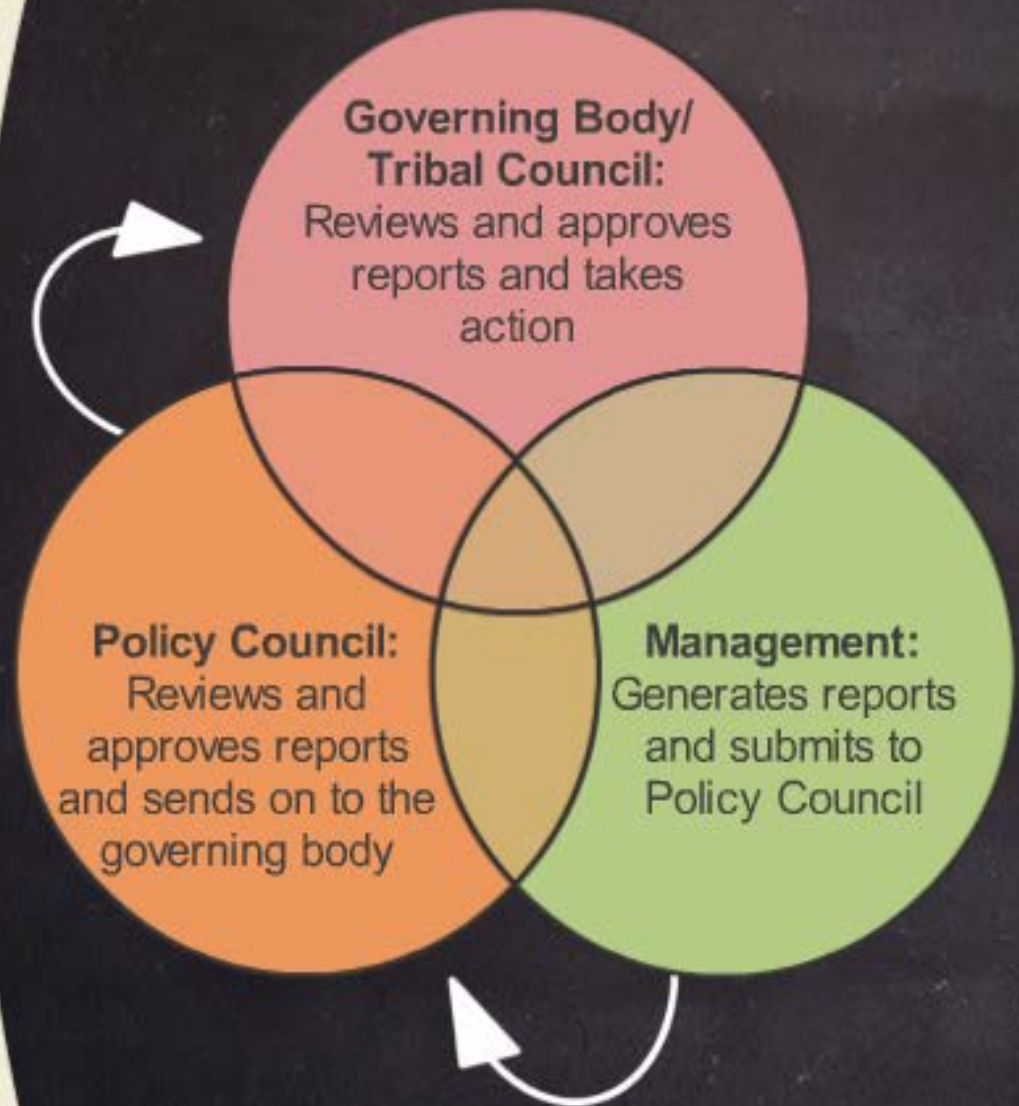 Governing Body/
Tribal Council:
Reviews and approves
reports and takes
action
Policy Council:
Reviews and
approves reports
and sends on to the
governing body
Management:
Generates reports
and submits to
Policy Council